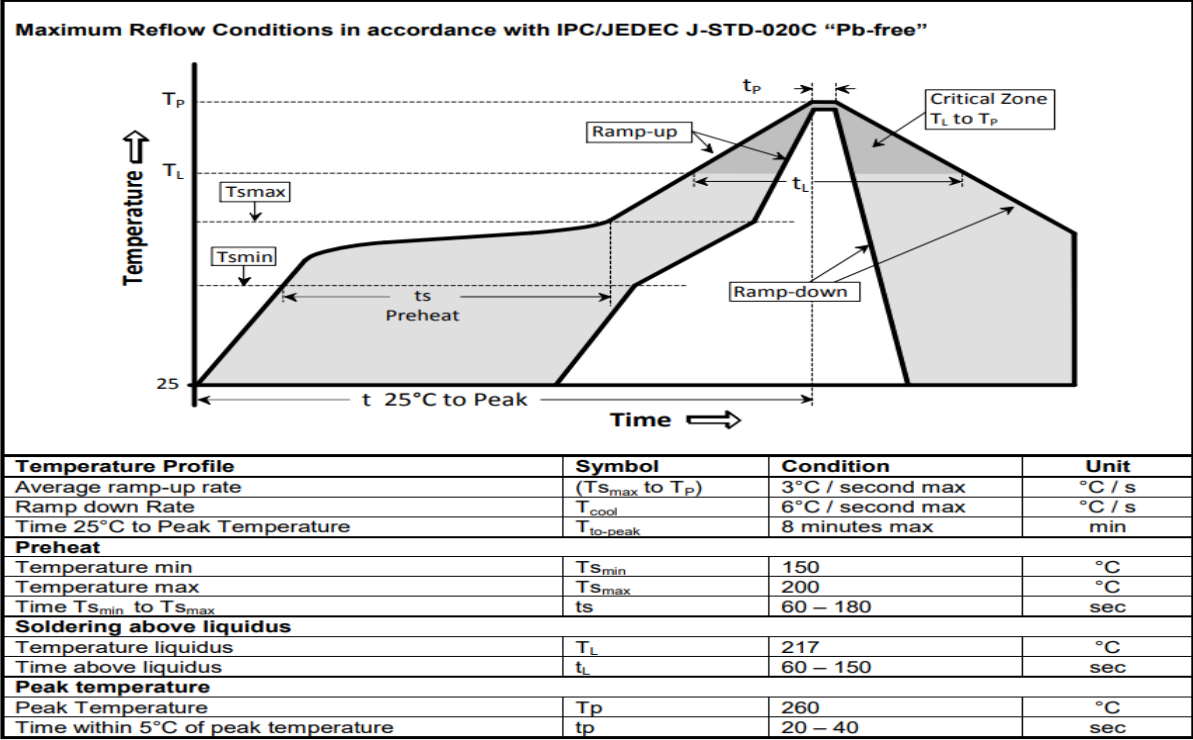 Maximum Reflow Conditions in accordance with IPC/JEDEC J-STD-020C “Pb-free”
tP
TP
Critical Zone
TL to TP
Ramp-up
TL
tL
Tsmax
Temperature
Tsmin
ts
Preheat
Ramp-down
25
t 25°C to Peak
Time
Temperature Profile Symbol Condition Unit
Average ramp-up rate (Tsmax to TP) 3°C / second max °C / s
Ramp down Rate Tcool 6°C / second max °C / s
Time 25°C to Peak Temperature Tto-peak 8 minutes max min
Preheat
Temperature min Tsmin 150 °C
Temperature max Tsmax 200 °C
Time Tsmin to Tsmax ts 60 – 180 sec
Soldering above liquidus
Temperature liquidus TL 217 °C
Time above liquidus tL 60 – 150 sec
Peak temperature
Peak Temperature Tp 260 °C
Time within 5°C of peak temperature tp 20 – 40 sec